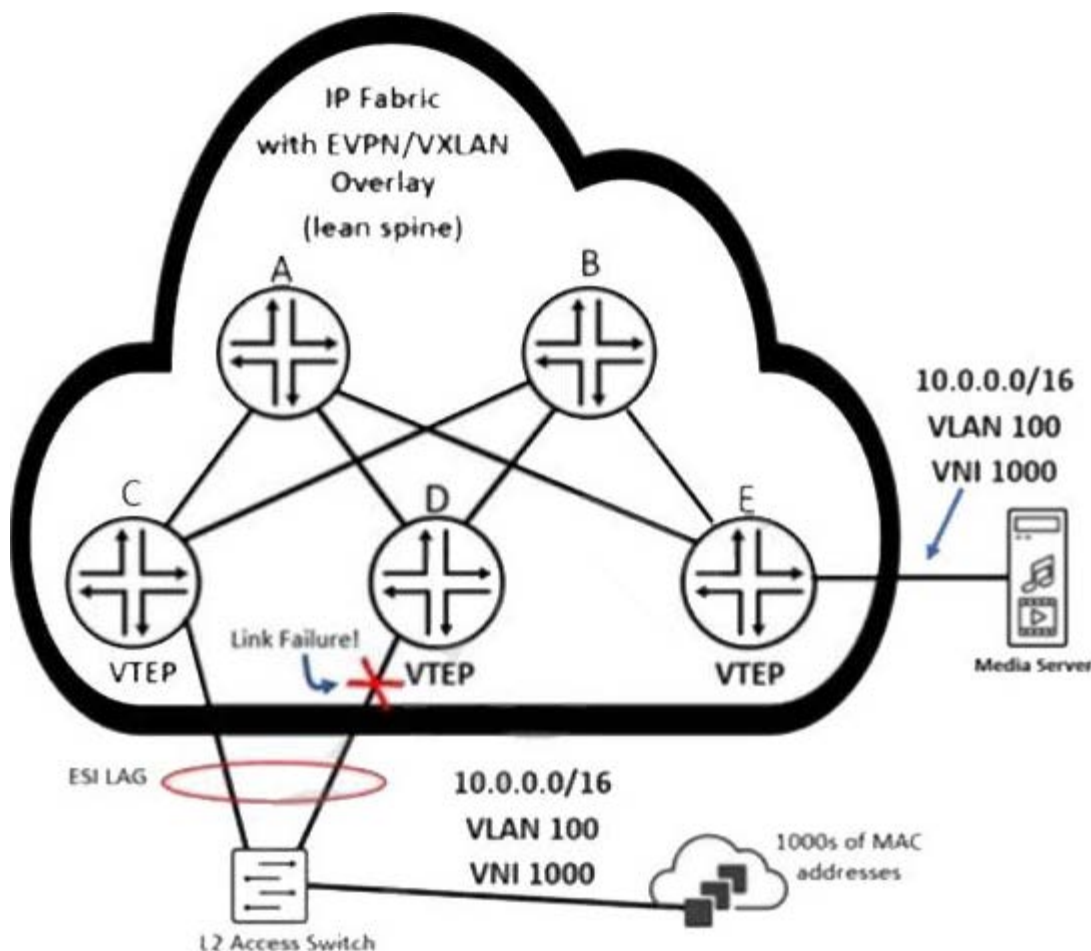 IP Fabric
with EVPN/VXLAN
Overlay
(lean spine)
A
B
10.0.0.0/16
VLAN 100
VNI 1000
C
D
E
Link Failure!
VTEP
VTEP
VTEP
Media Server
ESI LAG
10.0.0.0/16
VLAN 100
VNI 1000
1000s of MAC
addresses
L2 Access Switch